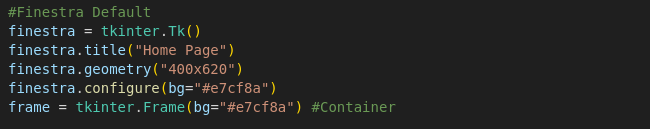 #Finestra Default
finestra = tkinter.Tk()
finestra.title("Home Page")
finestra.geometry("400x620")
finestra.configure(bg="#e7cf8a")
frame = tkinter.Frame(bg="#e7cf8a") #Container